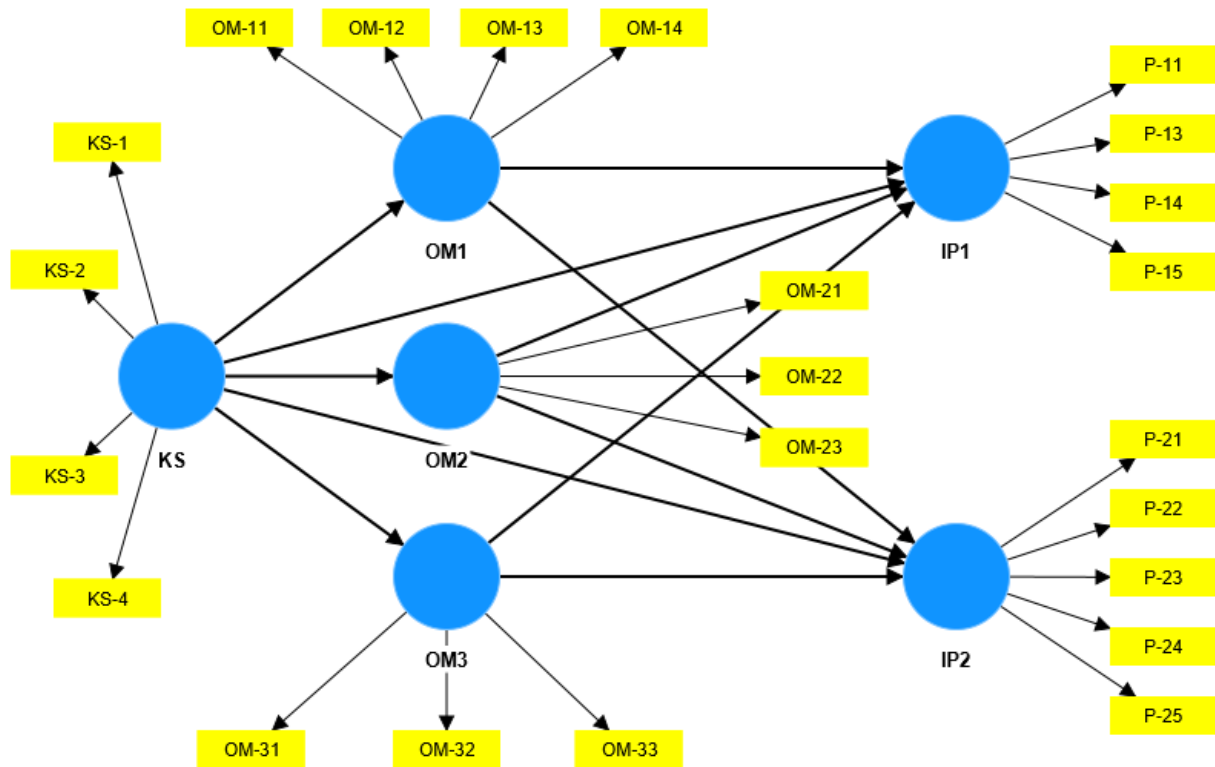 OM-11
OM-12
OM-13
OM-14
P-11
KS-1
P-13
P-14
OM1
IP1
KS-2
P-15
OM-21
OM-22
OM-23
P-21
KS
OM2
KS-3
P-22
P-23
KS-4
P-24
OM3
IP2
P-25
OM-31
OM-32
OM-33